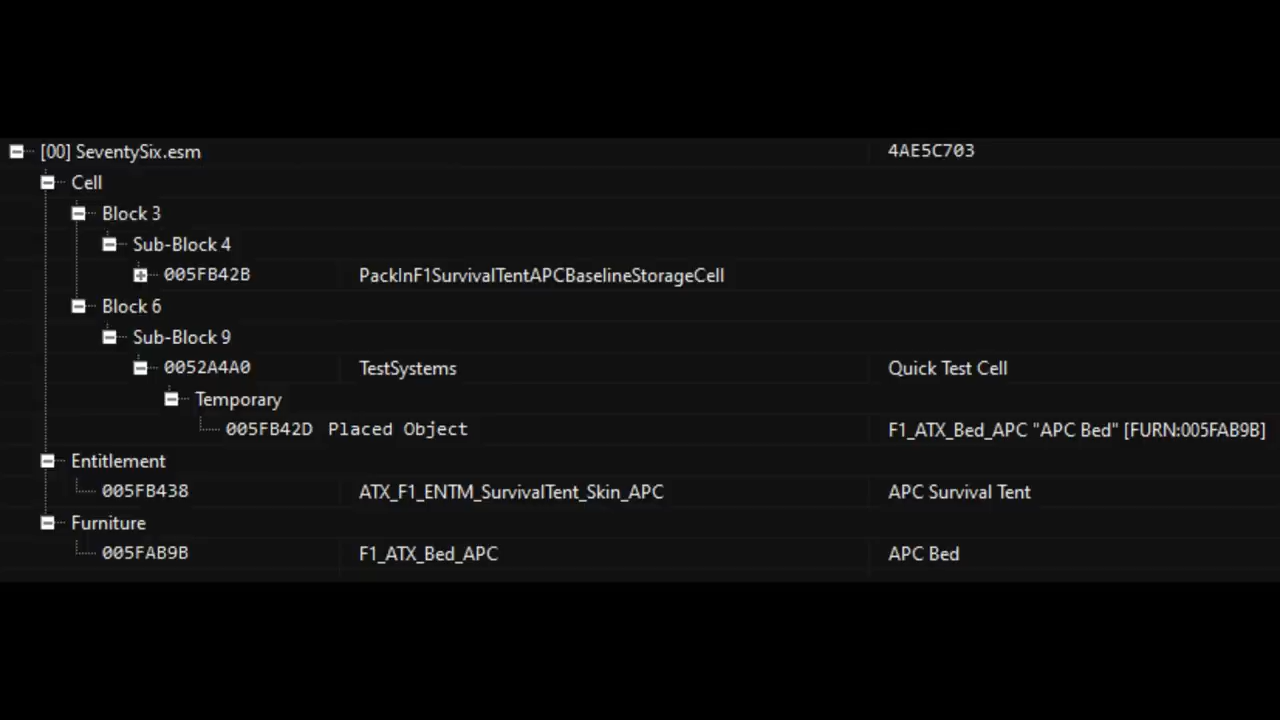 [00] SeventySix.esm 4AE5C703
Cell
Block 3
Sub-Block 4
005FB42B PackInF1SurvivalTentAPCBaselineStorageCell
Block 6
Sub-Block 9
0052A4A0 TestSystems Quick Test Cell
Temporary
005FB42D Placed Object F1_ATX_Bed_APC "APC Bed" [FURN:005FAB9B]
Entitlement
005FB438 ATX_F1_ENTM_SurvivalTent_Skin_APC APC Survival Tent
Furniture
005FAB9B F1_ATX_Bed_APC APC Bed